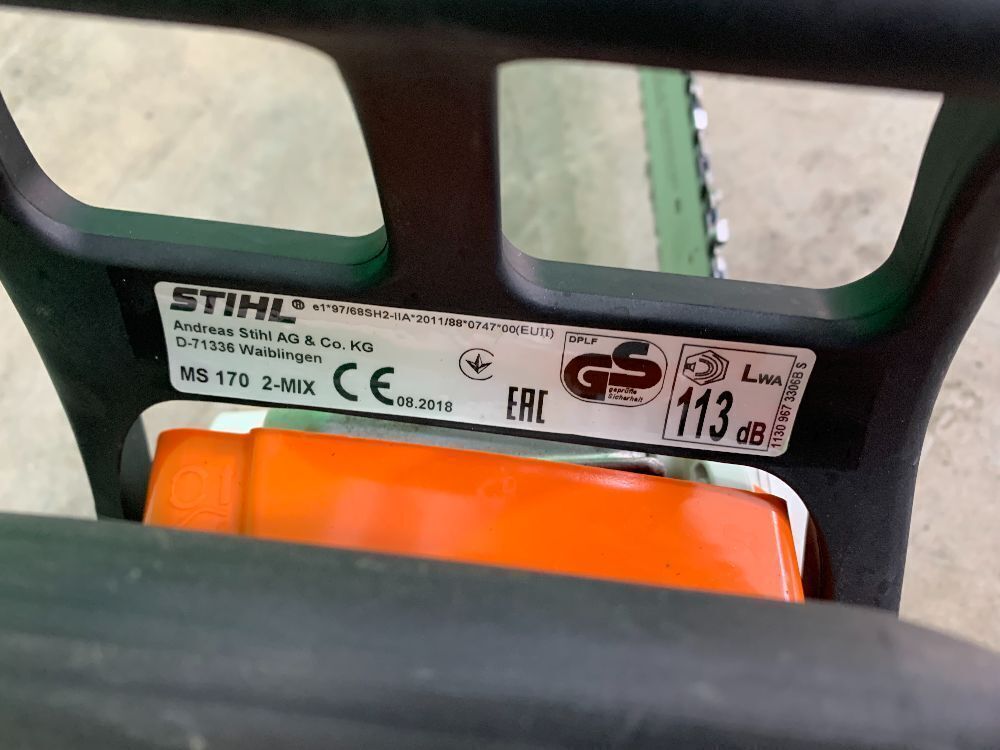 STIHL® e1*97/68SH2-IIA*2011/88*0747*00(EUII)
Andreas Stihl AG & Co. KG
D-71336 Waiblingen
MS 170 2-MIX CE 08.2018
EAC
DPLF
GS
geprüfte
Sicherheit
LWA
113 dB
1130 967 3306B S